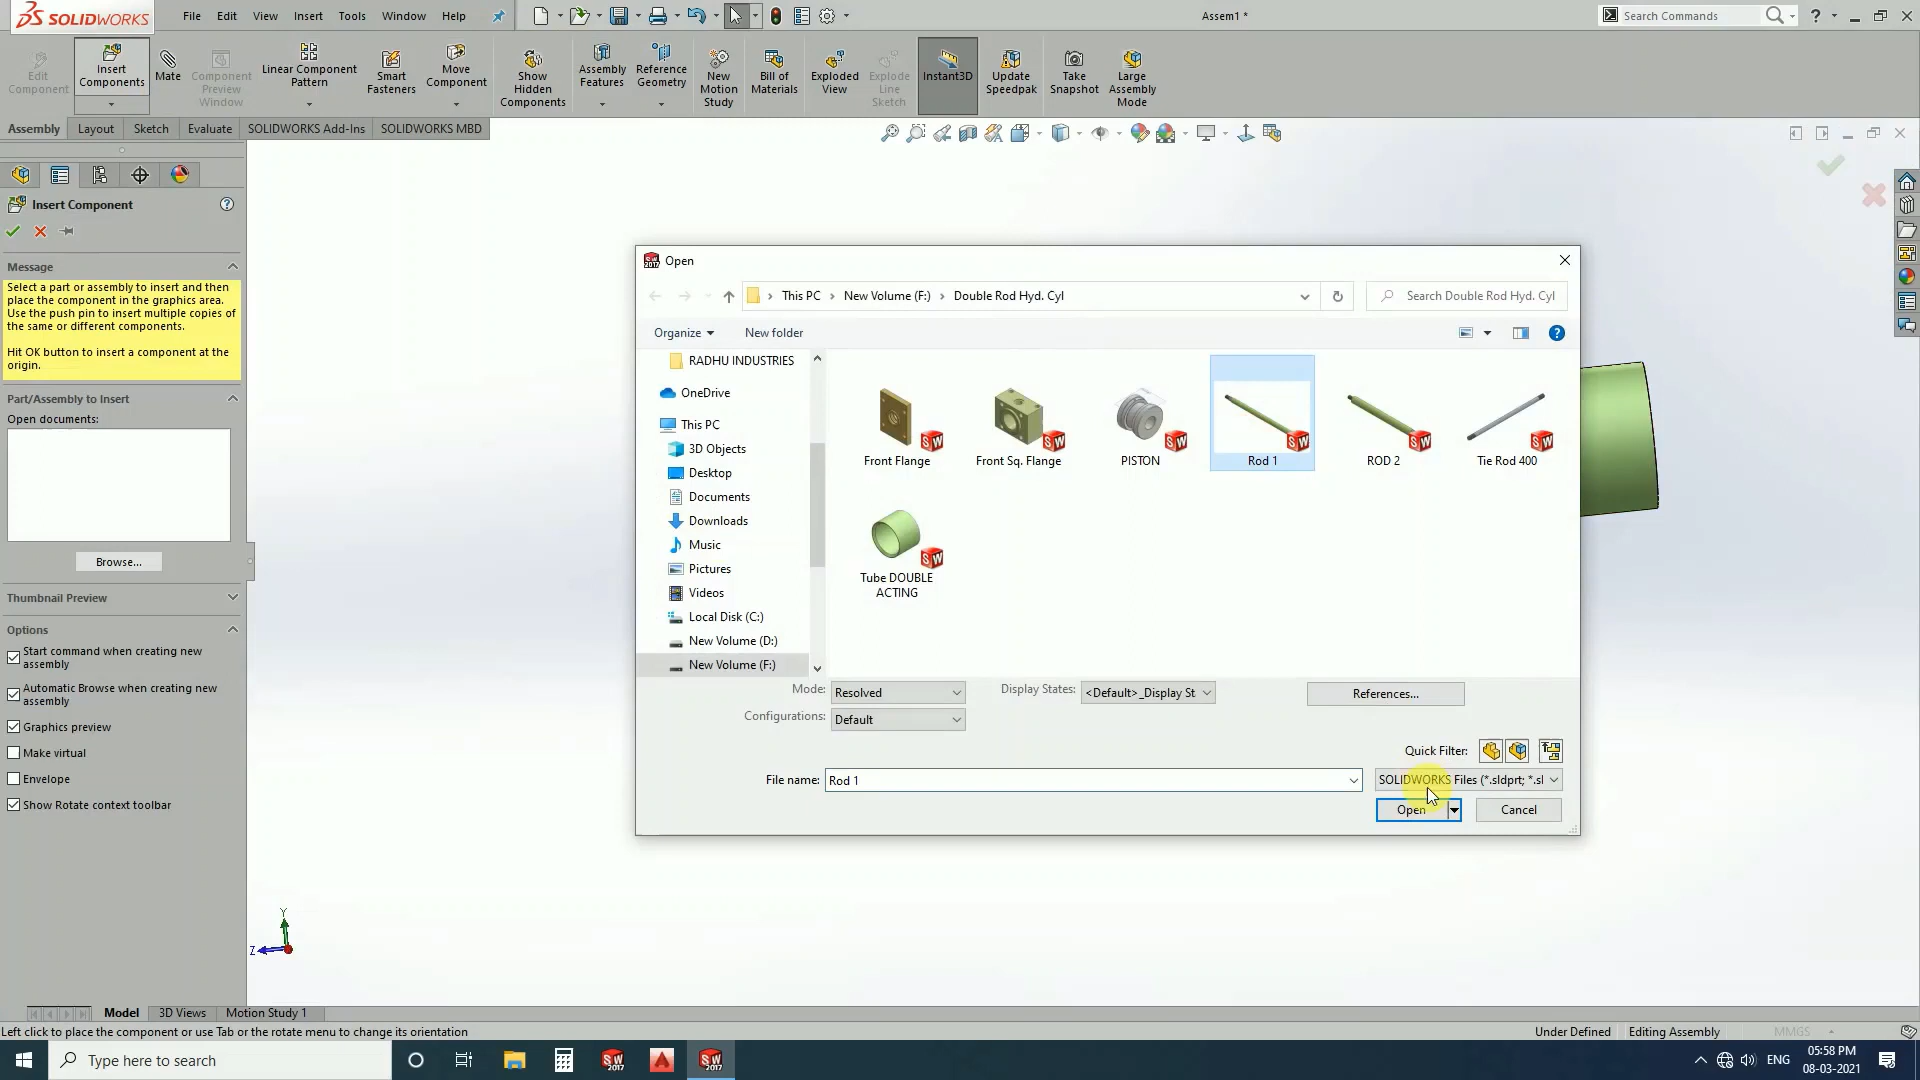 SOLIDWORKS
File
Edit
View
Insert
Tools
Window
Help
Assem1 *
Search Commands
Edit
Component
Insert
Components
Mate
Component
Preview
Window
Linear Component
Pattern
Smart
Fasteners
Move
Component
Show
Hidden
Components
Assembly
Features
Reference
Geometry
New
Motion
Study
Bill of
Materials
Exploded
View
Explode
Line
Sketch
Instant3D
Update
Speedpak
Take
Snapshot
Large
Assembly
Mode
Assembly
Layout
Sketch
Evaluate
SOLIDWORKS Add-Ins
SOLIDWORKS MBD
Insert Component
Message
Select a part or assembly to insert and then
place the component in the graphics area.
Use the push pin to insert multiple copies of
the same or different components.
Hit OK button to insert a component at the
origin.
Part/Assembly to Insert
Open documents:
Browse...
Thumbnail Preview
Options
Start command when creating new
assembly
Automatic Browse when creating new
assembly
Graphics preview
Make virtual
Envelope
Show Rotate context toolbar
Y
Z
Open
This PC
New Volume (F:)
Double Rod Hyd. Cyl
Search Double Rod Hyd. Cyl
Organize
New folder
RADHU INDUSTRIES
OneDrive
This PC
3D Objects
Desktop
Documents
Downloads
Music
Pictures
Videos
Local Disk (C:)
New Volume (D:)
New Volume (F:)
Front Flange
Front Sq. Flange
PISTON
Rod 1
ROD 2
Tie Rod 400
Tube DOUBLE
ACTING
Mode:
Resolved
Display States:
<Default>_Display St
References...
Configurations:
Default
Quick Filter:
File name:
Rod 1
SOLIDWORKS Files (*.sldprt; *.sl
Open
Cancel
Model
3D Views
Motion Study 1
Left click to place the component or use Tab or the rotate menu to change its orientation
Under Defined
Editing Assembly
MMGS
Type here to search
ENG
05:58 PM
08-03-2021